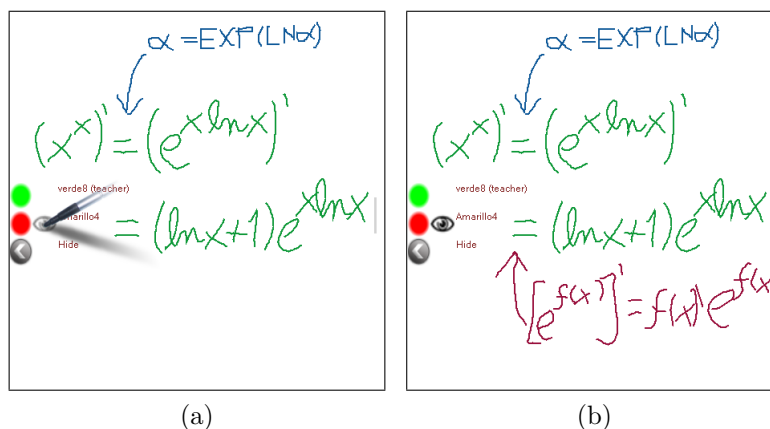 α = EXP(LNα)
(x^x)' = (e^{x ln x})'
verde8 (teacher)
Amarillo4
= (ln x + 1) e^{x ln x}
Hide
(a)
α = EXP(LNα)
(x^x)' = (e^{x ln x})'
verde8 (teacher)
Amarillo4
= (ln x + 1) e^{x ln x}
Hide
[e^{f(x)}]' = f(x)' e^{f(x
(b)